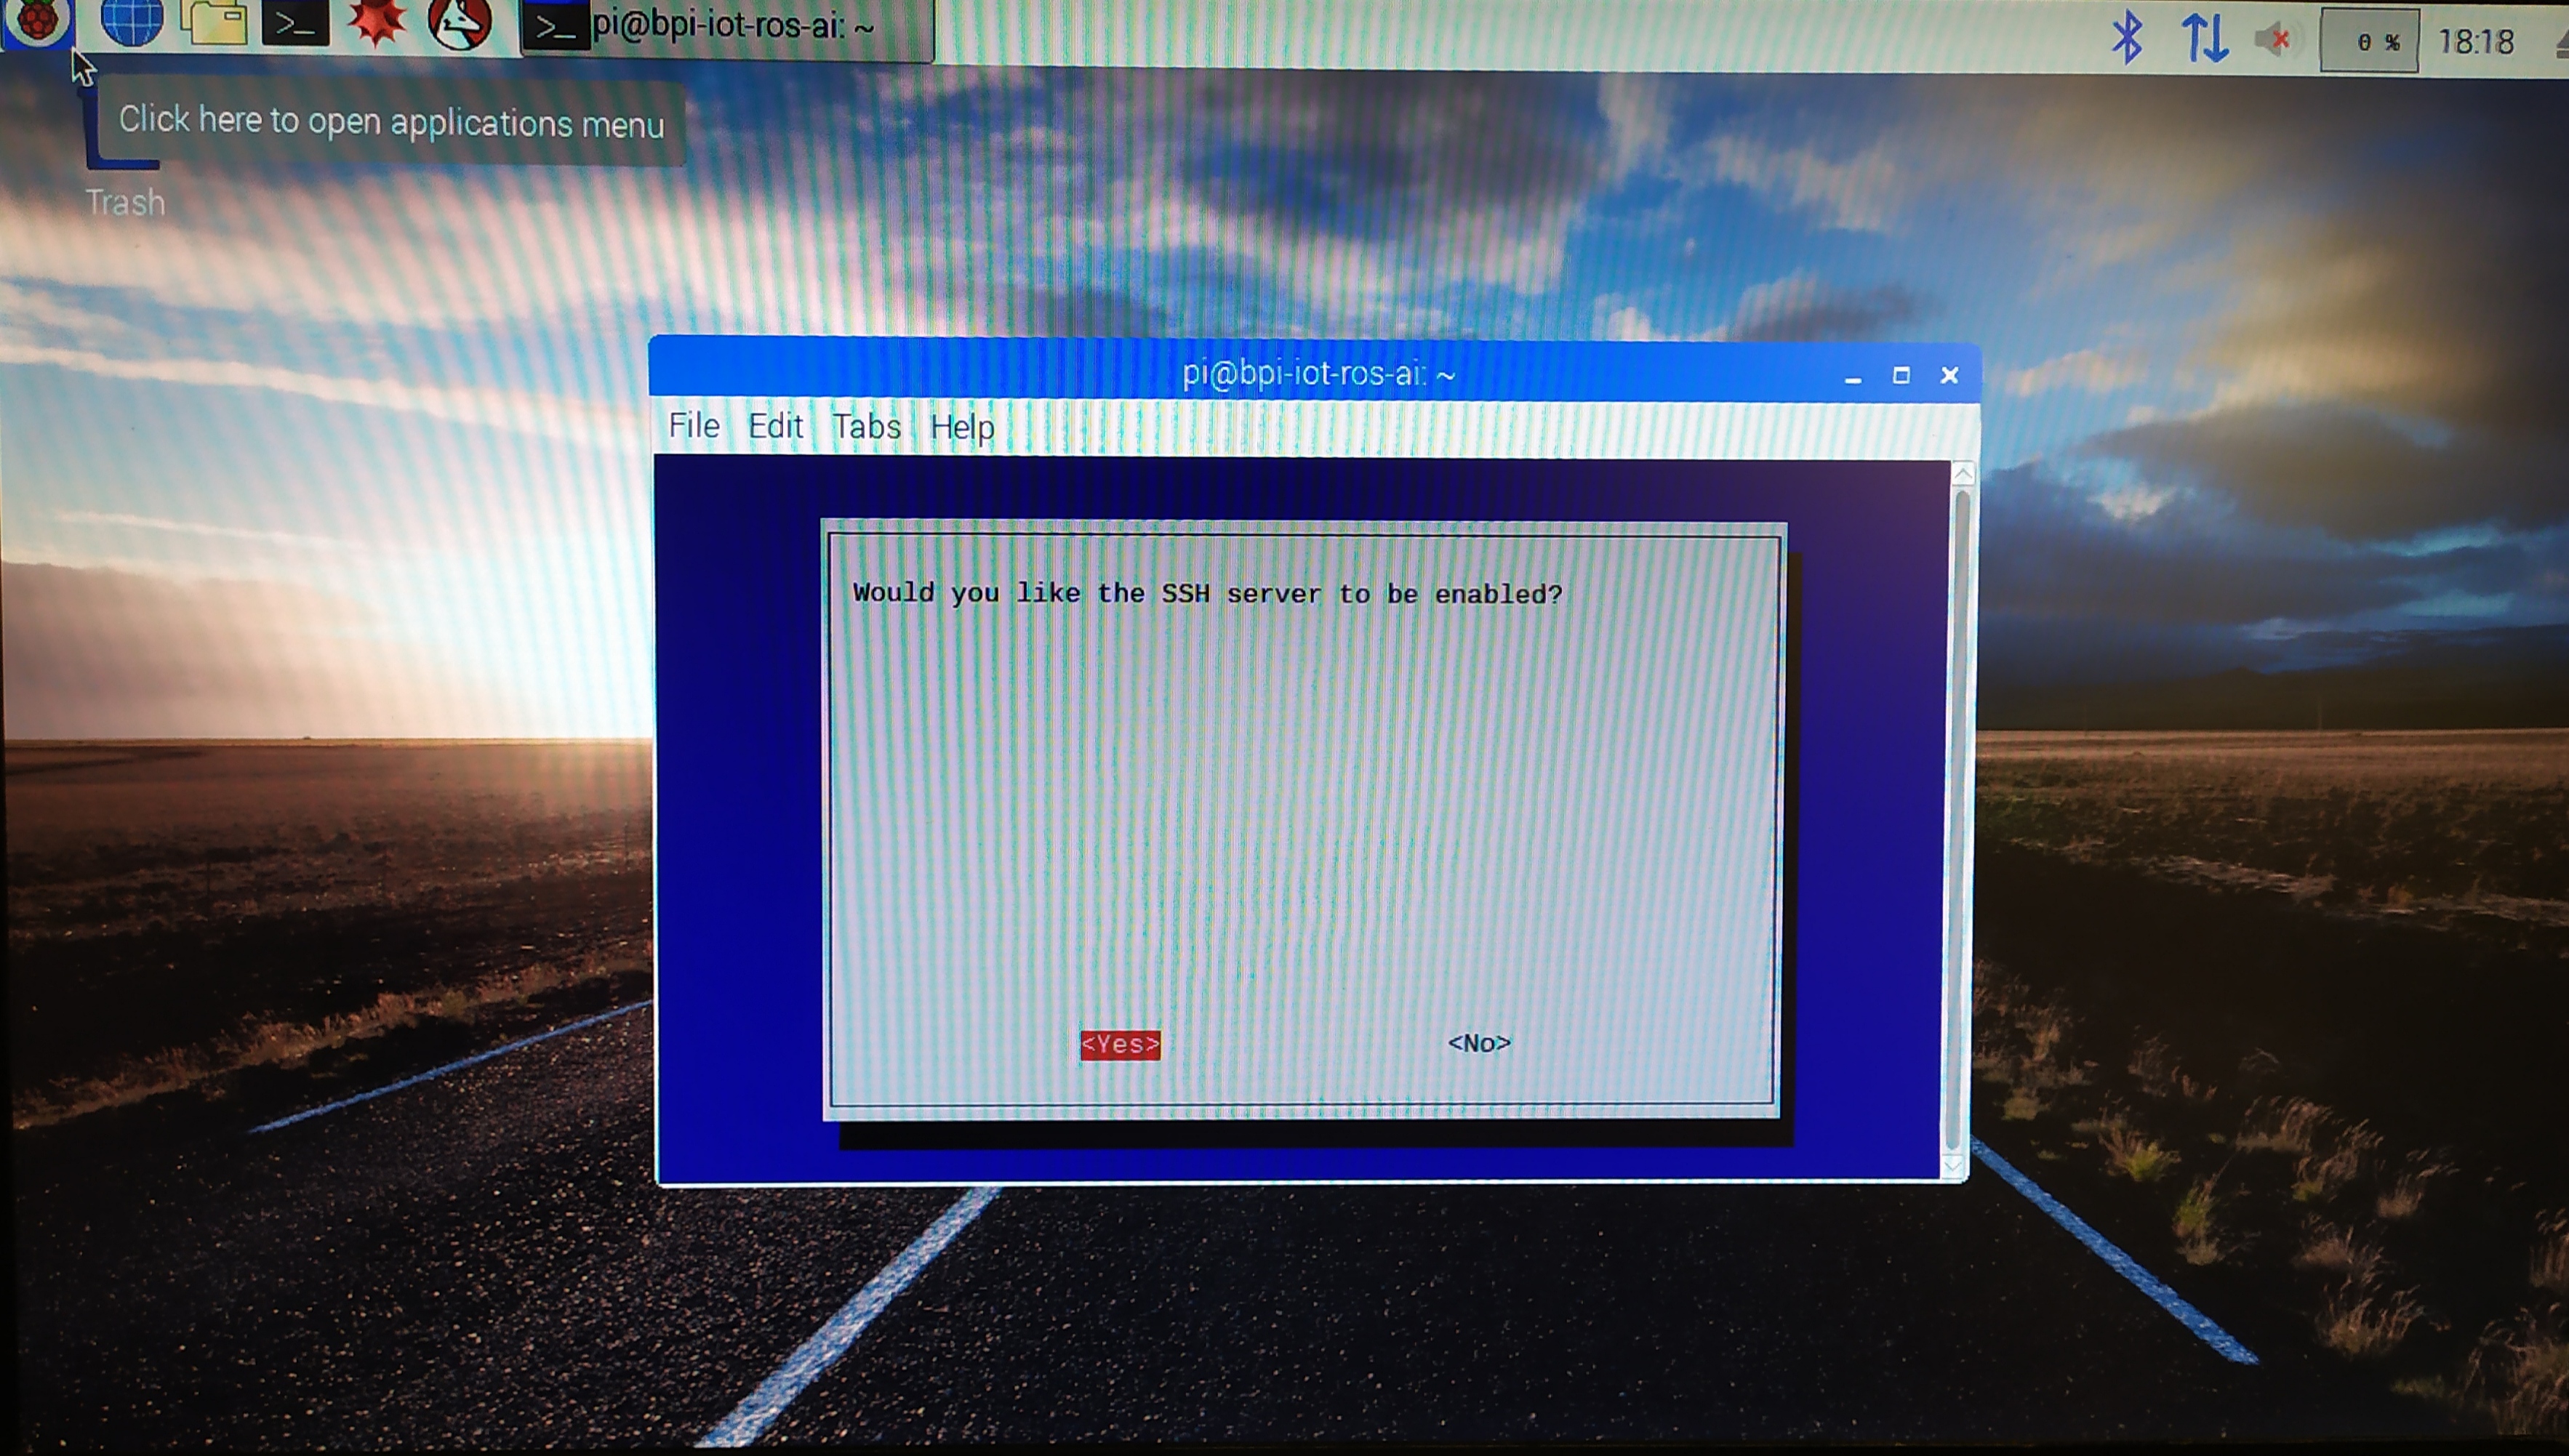 >_
>_ pi@bpi-iot-ros-ai: ~
0 %
18:18
Click here to open applications menu
Trash
pi@bpi-iot-ros-ai: ~
File Edit Tabs Help
Would you like the SSH server to be enabled?
<Yes>
<No>